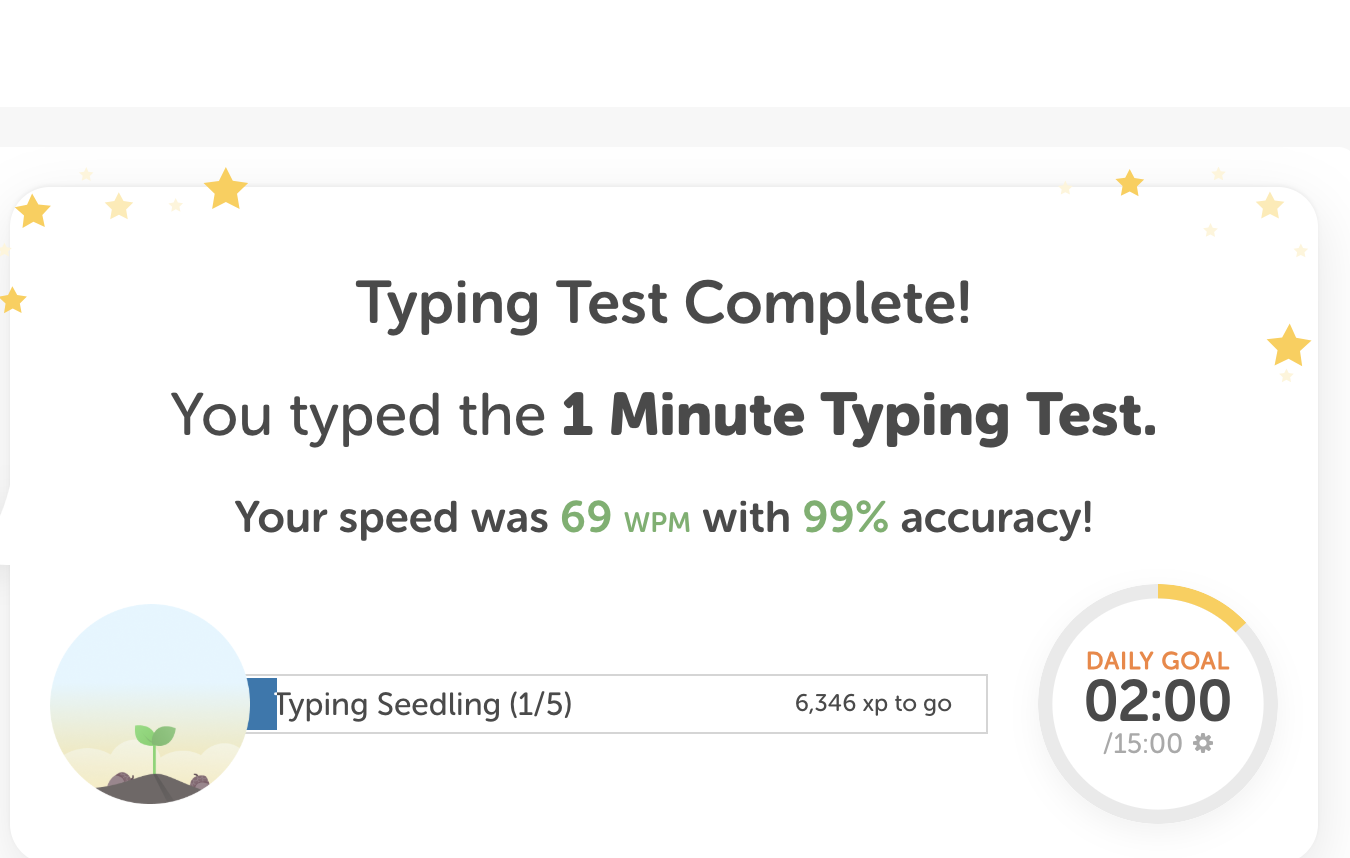 Typing Test Complete!
You typed the 1 Minute Typing Test.
Your speed was 69 WPM with 99% accuracy!
Typing Seedling (1/5)
6,346 xp to go
DAILY GOAL
02:00
/15:00